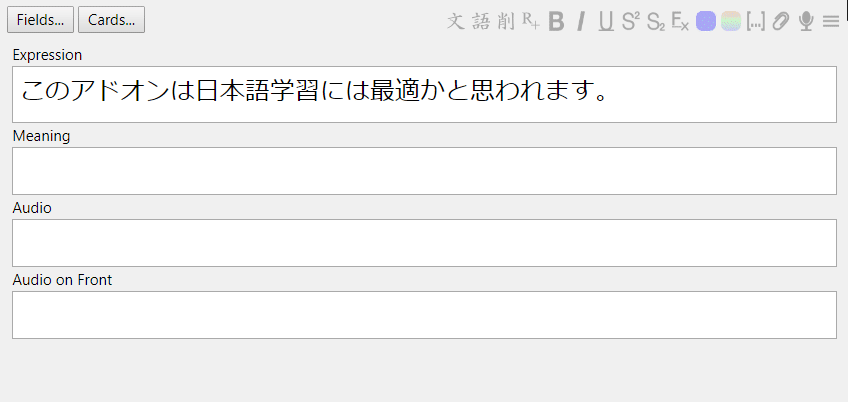 Fields... Cards... 文 語 削 R+ B I U S² S₂ Ex [...]
Expression
このアドオンは日本語学習には最適かと思われます。
Meaning
Audio
Audio on Front